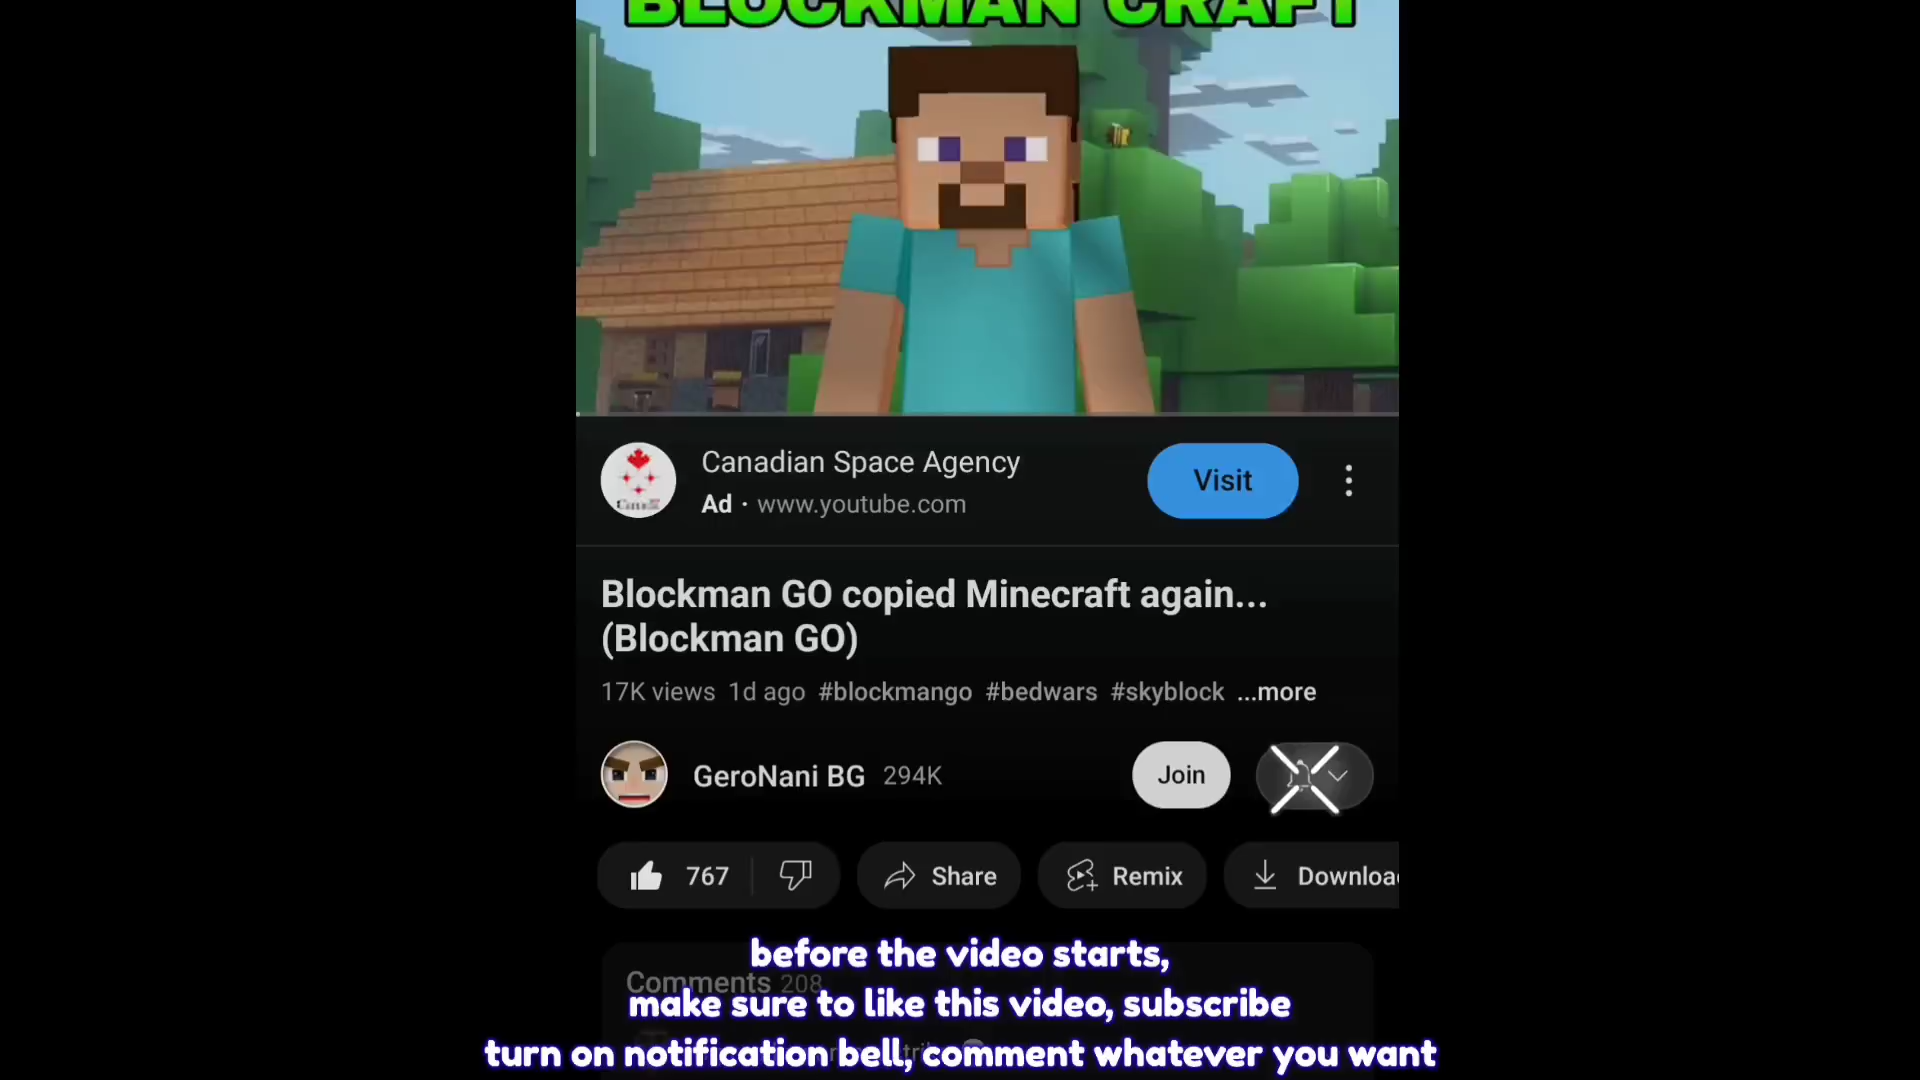 BLOCKMAN CRAFT
Canadian Space Agency
Visit
Ad · www.youtube.com
Blockman GO copied Minecraft again...
(Blockman GO)
17K views 1d ago #blockmango #bedwars #skyblock ...more
GeroNani BG 294K
Join
767
Share
Remix
Downloa
Comments 208
before the video starts,
make sure to like this video, subscribe
turn on notification bell, comment whatever you want